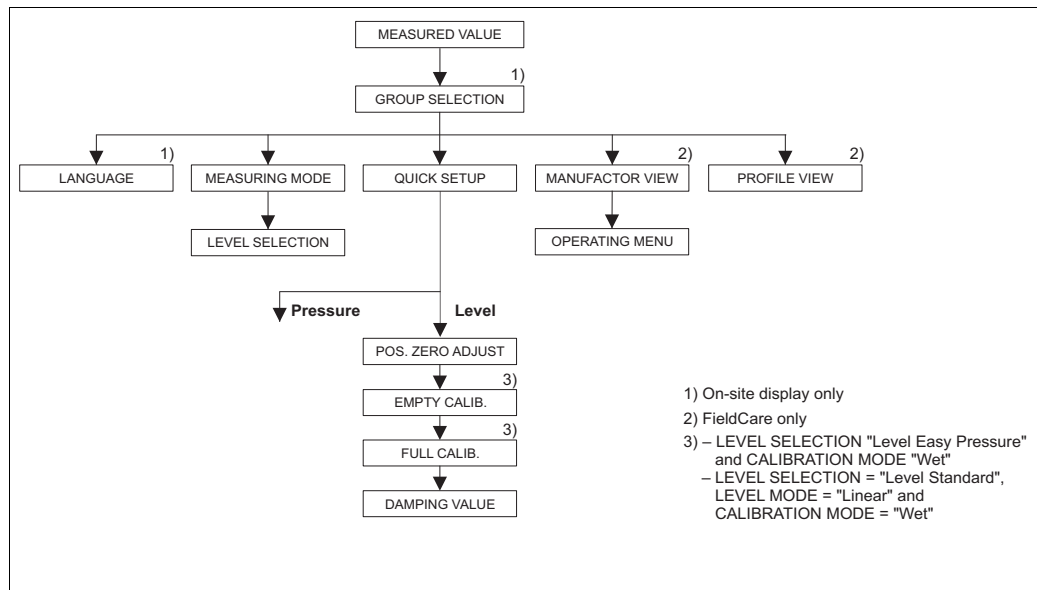 MEASURED VALUE
1)
GROUP SELECTION
1)
2)
2)
LANGUAGE
MEASURING MODE
QUICK SETUP
MANUFACTOR VIEW
PROFILE VIEW
LEVEL SELECTION
OPERATING MENU
Pressure
Level
POS. ZERO ADJUST
3)
EMPTY CALIB.
3)
FULL CALIB.
DAMPING VALUE
1) On-site display only
2) FieldCare only
3) – LEVEL SELECTION "Level Easy Pressure"
and CALIBRATION MODE "Wet"
– LEVEL SELECTION = "Level Standard",
LEVEL MODE = "Linear" and
CALIBRATION MODE = "Wet"